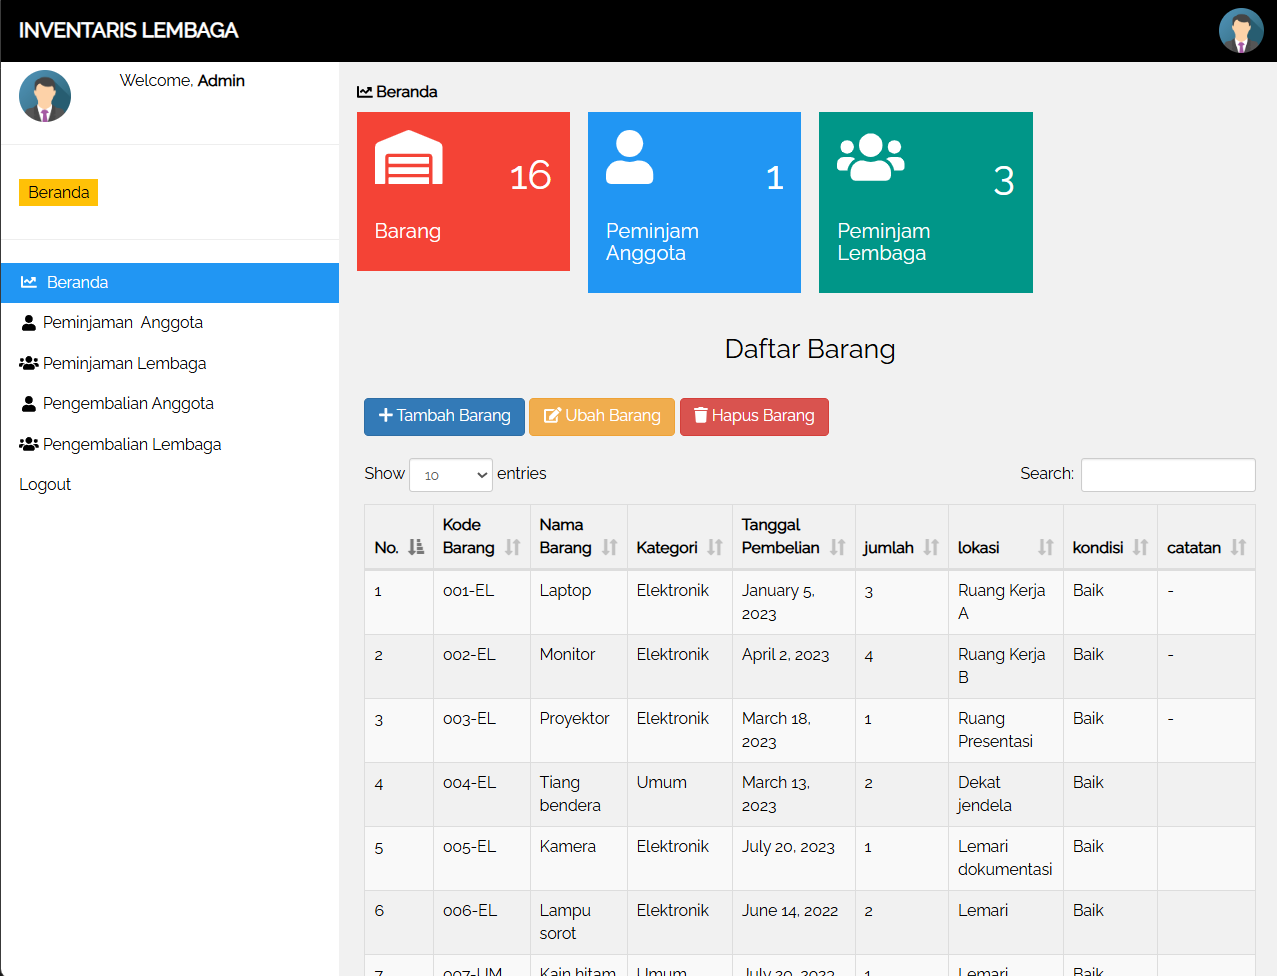 INVENTARIS LEMBAGA
Welcome, Admin
Beranda
Beranda
Peminjaman Anggota
Peminjaman Lembaga
Pengembalian Anggota
Pengembalian Lembaga
Logout
Beranda
16
Barang
1
Peminjam
Anggota
3
Peminjam
Lembaga
Daftar Barang
Tambah Barang Ubah Barang Hapus Barang
Show 10 entries Search:
No. Kode Barang Nama Barang Kategori Tanggal Pembelian jumlah lokasi kondisi catatan
1 001-EL Laptop Elektronik January 5, 2023 3 Ruang Kerja A Baik -
2 002-EL Monitor Elektronik April 2, 2023 4 Ruang Kerja B Baik -
3 003-EL Proyektor Elektronik March 18, 2023 1 Ruang Presentasi Baik -
4 004-EL Tiang bendera Umum March 13, 2023 2 Dekat jendela Baik
5 005-EL Kamera Elektronik July 20, 2023 1 Lemari dokumentasi Baik
6 006-EL Lampu sorot Elektronik June 14, 2022 2 Lemari Baik
7 007-UM Kain hitam Umum July 20, 2023 1 Lemari Baik